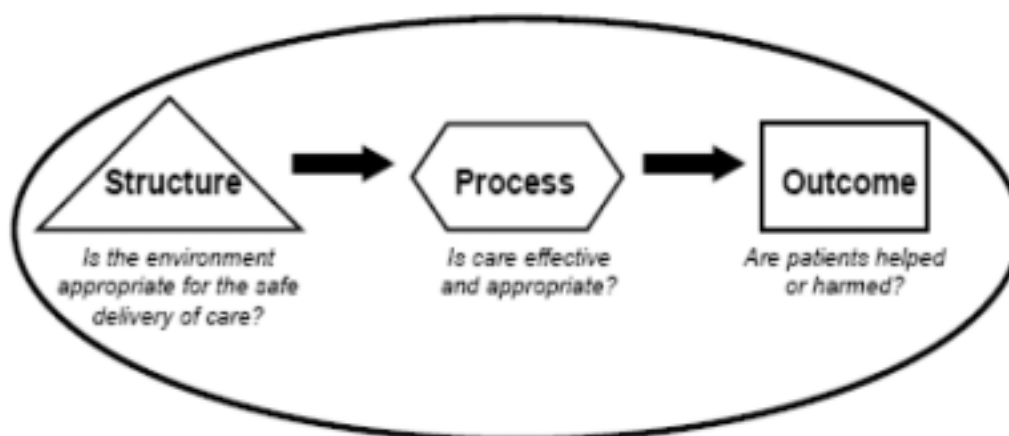 Structure
Process
Outcome
Is the environment
appropriate for the safe
delivery of care?
Is care effective
and appropriate?
Are patients helped
or harmed?